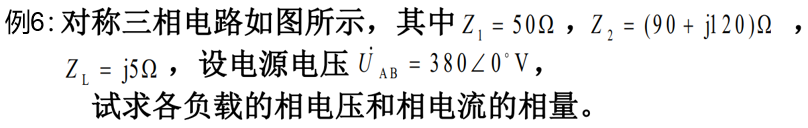 例6: 对称三相电路如图所示，其中 Z₁ = 50Ω ，Z₂ = (90 + j120)Ω ，
Z_L = j5Ω ，设电源电压 U̇_AB = 380∠0°V，
试求各负载的相电压和相电流的相量。